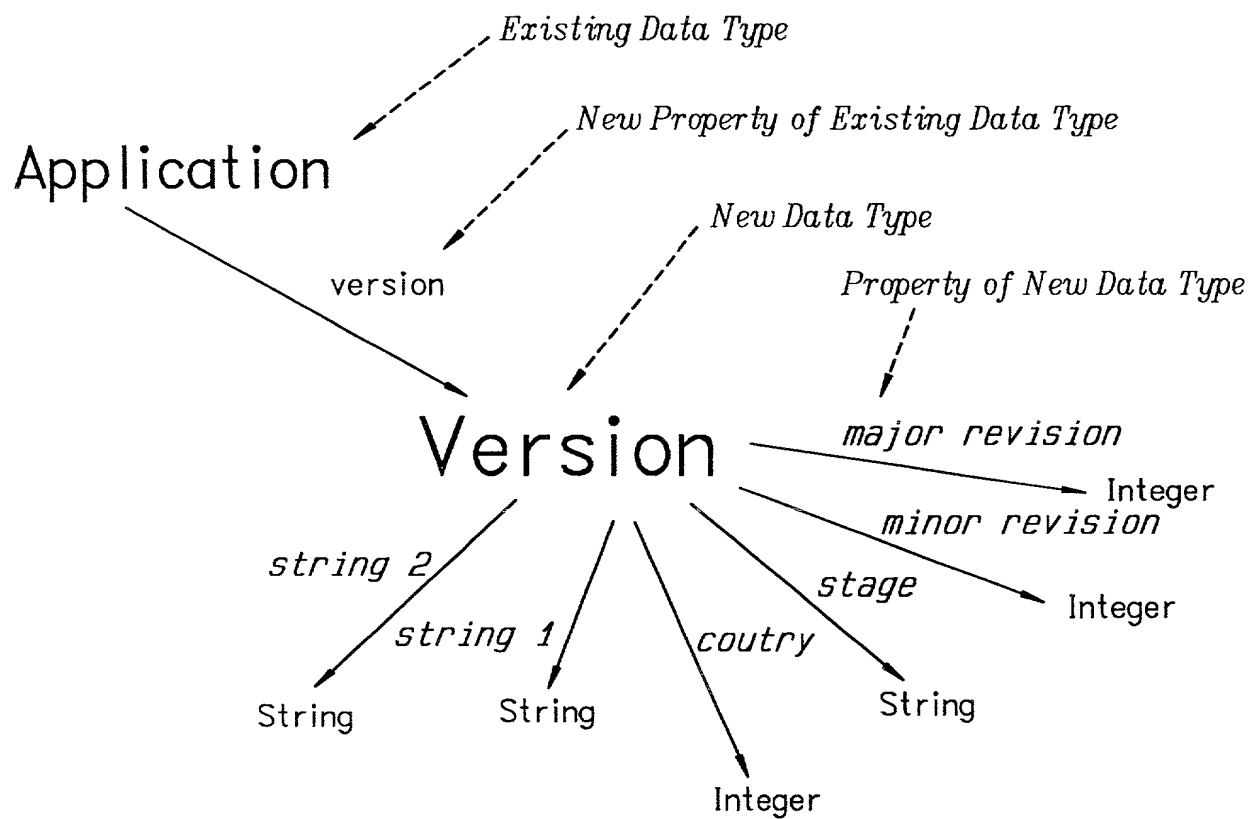 Existing Data Type
New Property of Existing Data Type
Application
New Data Type
version
Property of New Data Type
Version
major revision
Integer
minor revision
string 2
stage
Integer
string 1
coutry
String
String
String
Integer